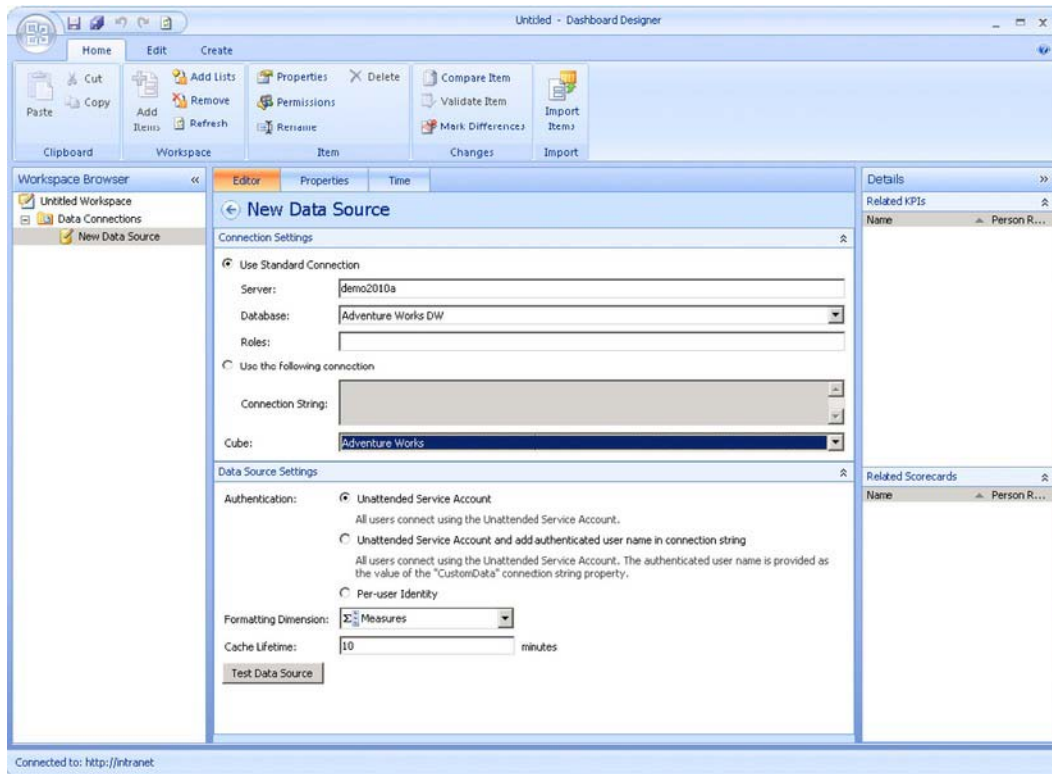 Untitled - Dashboard Designer
Home Edit Create
Paste
Cut
Copy
Clipboard
Add Items
Add Lists
Remove
Refresh
Workspace
Properties
Permissions
Rename
Delete
Item
Compare Item
Validate Item
Mark Differences
Changes
Import Items
Import
Workspace Browser
Untitled Workspace
Data Connections
New Data Source
Editor Properties Time
New Data Source
Connection Settings
Use Standard Connection
Server: demo2010a
Database: Adventure Works DW
Roles:
Use the following connection
Connection String:
Cube: Adventure Works
Data Source Settings
Authentication: Unattended Service Account
All users connect using the Unattended Service Account.
Unattended Service Account and add authenticated user name in connection string
All users connect using the Unattended Service Account. The authenticated user name is provided as
the value of the "CustomData" connection string property.
Per-user Identity
Formatting Dimension: Measures
Cache Lifetime: 10 minutes
Test Data Source
Details
Related KPIs
Name Person R...
Related Scorecards
Name Person R...
Connected to: http://intranet